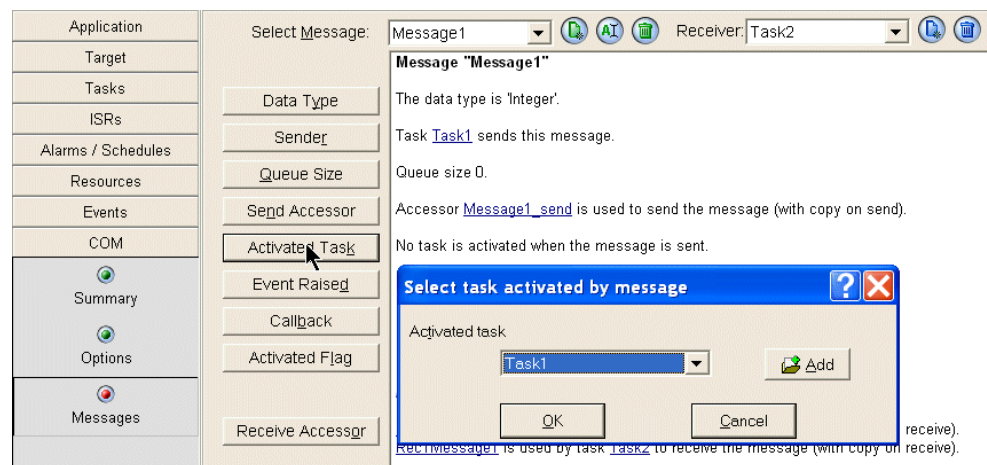 Application
Target
Tasks
ISRs
Alarms / Schedules
Resources
Events
COM
Summary
Options
Messages
Select Message: Message1 Receiver: Task2
Data Type
Sender
Queue Size
Send Accessor
Activated Task
Event Raised
Callback
Activated Flag
Receive Accessor
Message "Message1"
The data type is 'Integer'.
Task Task1 sends this message.
Queue size 0.
Accessor Message1_send is used to send the message (with copy on send).
No task is activated when the message is sent.
Select task activated by message
Activated task
Task1
Add
OK
Cancel
receive).
Rec1Message1 is used by task Task2 to receive the message (with copy on receive).